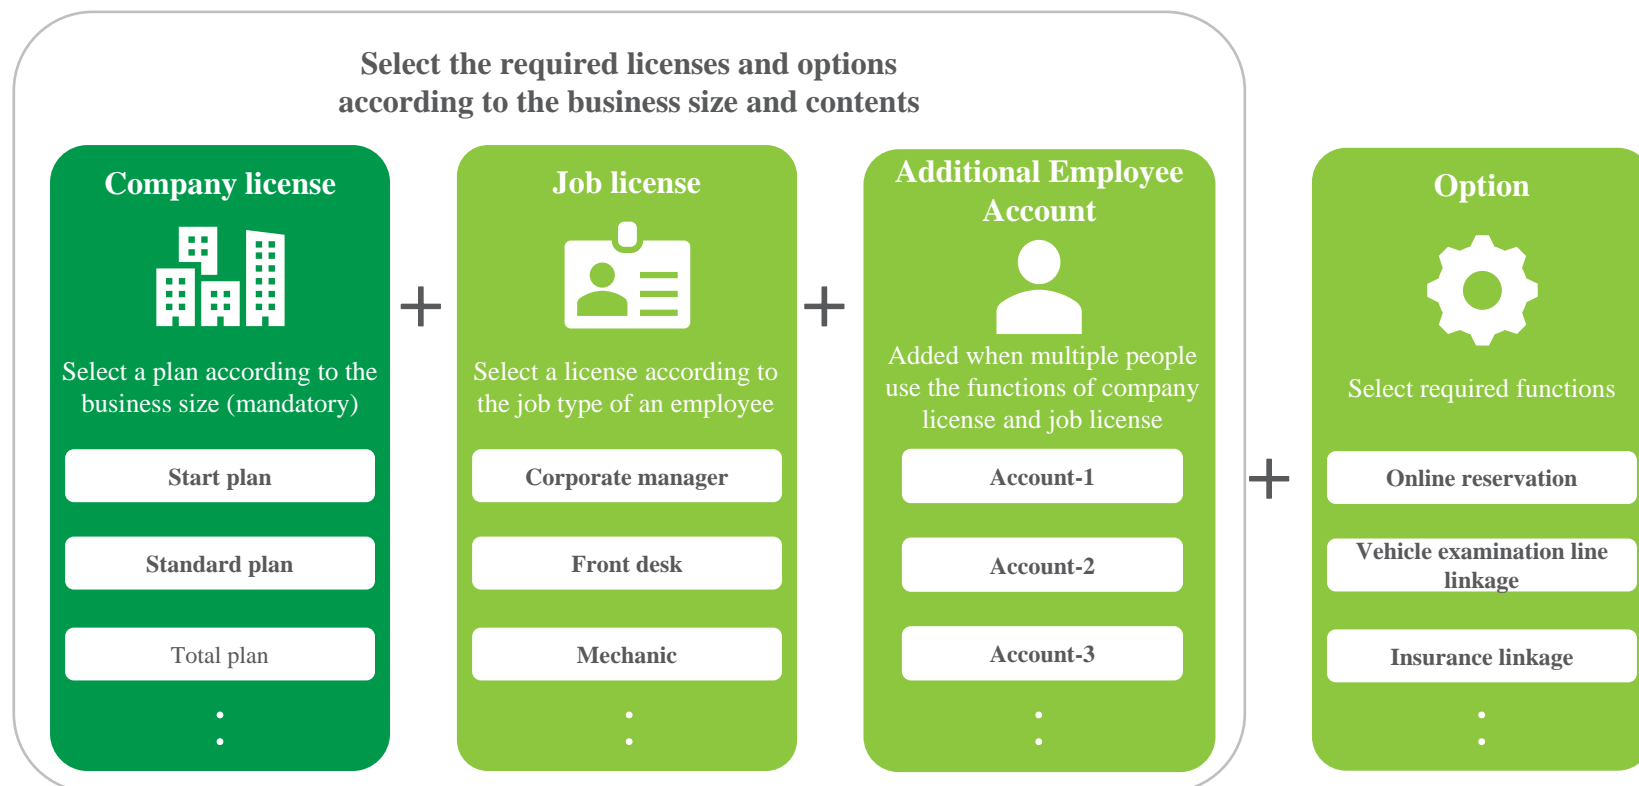 Select the required licenses and options
according to the business size and contents
Company license
Select a plan according to the
business size (mandatory)
Start plan
Standard plan
Total plan
:
Job license
Select a license according to
the job type of an employee
Corporate manager
Front desk
Mechanic
:
Additional Employee
Account
Added when multiple people
use the functions of company
license and job license
Account-1
Account-2
Account-3
:
Option
Select required functions
Online reservation
Vehicle examination line
linkage
Insurance linkage
: